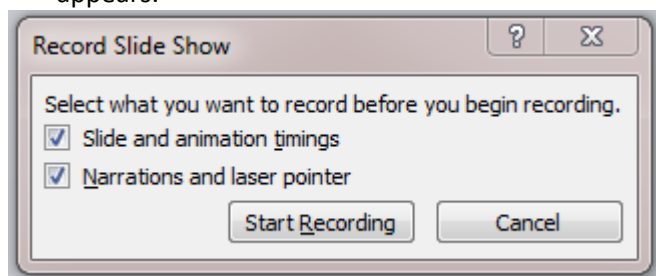 appears.
Record Slide Show
Select what you want to record before you begin recording.
Slide and animation timings
Narrations and laser pointer
Start Recording Cancel